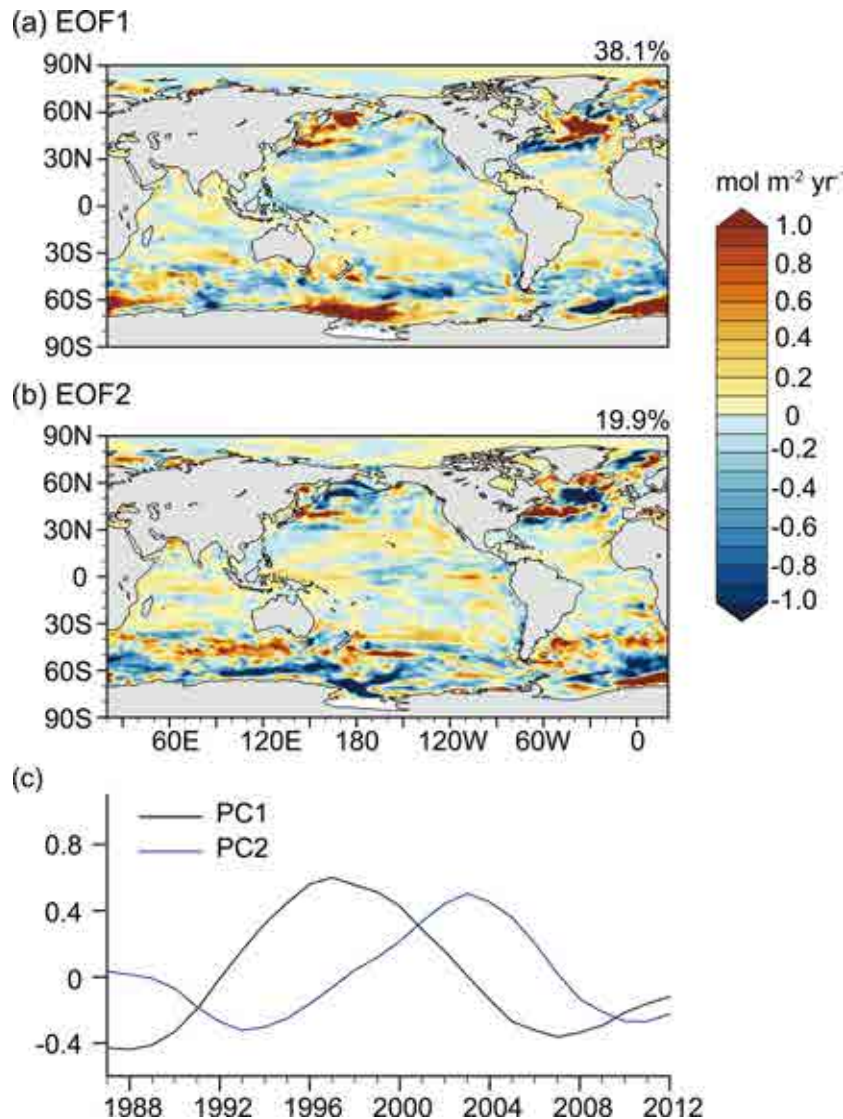 (a) EOF1
38.1%
90N
60N
30N
0
30S
60S
90S
(b) EOF2
19.9%
90N
60N
30N
0
30S
60S
90S
60E 120E 180 120W 60W 0
mol m⁻² yr⁻
1.0
0.8
0.6
0.4
0.2
0
-0.2
-0.4
-0.6
-0.8
-1.0
(c)
PC1
PC2
0.8
0.4
0
-0.4
1988 1992 1996 2000 2004 2008 2012